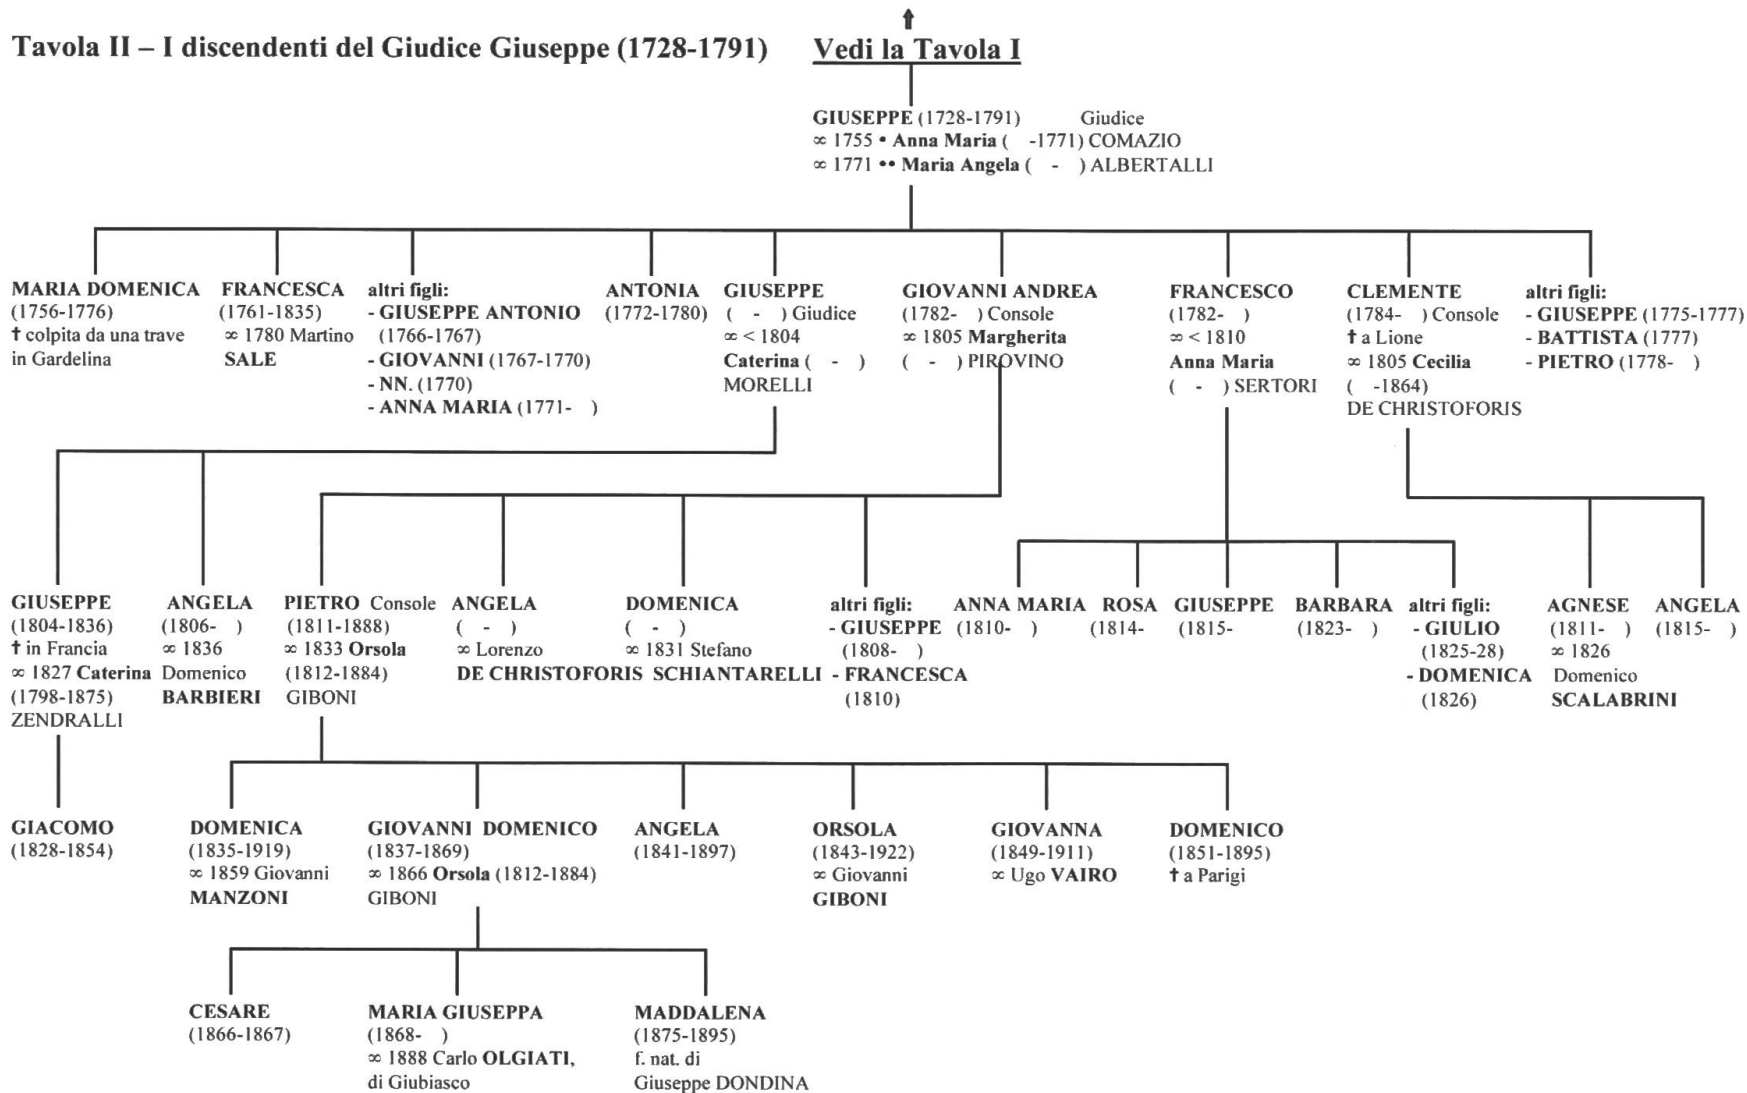 Tavola II – I discendenti del Giudice Giuseppe (1728-1791)
Vedi la Tavola I
GIUSEPPE (1728-1791) Giudice
∞ 1755 • Anna Maria ( -1771) COMAZIO
∞ 1771 •• Maria Angela ( - ) ALBERTALLI
MARIA DOMENICA
(1756-1776)
† colpita da una trave
in Gardelina
FRANCESCA
(1761-1835)
∞ 1780 Martino
SALE
altri figli:
- GIUSEPPE ANTONIO
(1766-1767)
- GIOVANNI (1767-1770)
- NN. (1770)
- ANNA MARIA (1771- )
ANTONIA
(1772-1780)
GIUSEPPE
( - ) Giudice
∞ < 1804
Caterina ( - )
MORELLI
GIOVANNI ANDREA
(1782- ) Console
∞ 1805 Margherita
( - ) PIROVINO
FRANCESCO
(1782- )
∞ < 1810
Anna Maria
( - ) SERTORI
CLEMENTE
(1784- ) Console
† a Lione
∞ 1805 Cecilia
( -1864)
DE CHRISTOFORIS
altri figli:
- GIUSEPPE (1775-1777)
- BATTISTA (1777)
- PIETRO (1778- )
GIUSEPPE
(1804-1836)
† in Francia
∞ 1827 Caterina
(1798-1875)
ZENDRALLI
ANGELA
(1806- )
∞ 1836
Domenico
BARBIERI
PIETRO Console
(1811-1888)
∞ 1833 Orsola
(1812-1884)
GIBONI
ANGELA
( - )
∞ Lorenzo
DE CHRISTOFORIS
DOMENICA
( - )
∞ 1831 Stefano
SCHIANTARELLI
altri figli:
- GIUSEPPE
(1808- )
- FRANCESCA
(1810)
ANNA MARIA
(1810- )
ROSA
(1814-
GIUSEPPE
(1815-
BARBARA
(1823- )
altri figli:
- GIULIO
(1825-28)
- DOMENICA
(1826)
AGNESE
(1811- )
∞ 1826
Domenico
SCALABRINI
ANGELA
(1815- )
GIACOMO
(1828-1854)
DOMENICA
(1835-1919)
∞ 1859 Giovanni
MANZONI
GIOVANNI DOMENICO
(1837-1869)
∞ 1866 Orsola (1812-1884)
GIBONI
ANGELA
(1841-1897)
ORSOLA
(1843-1922)
∞ Giovanni
GIBONI
GIOVANNA
(1849-1911)
∞ Ugo VAIRO
DOMENICO
(1851-1895)
† a Parigi
CESARE
(1866-1867)
MARIA GIUSEPPA
(1868- )
∞ 1888 Carlo OLGIATI,
di Giubiasco
MADDALENA
(1875-1895)
f. nat. di
Giuseppe DONDINA